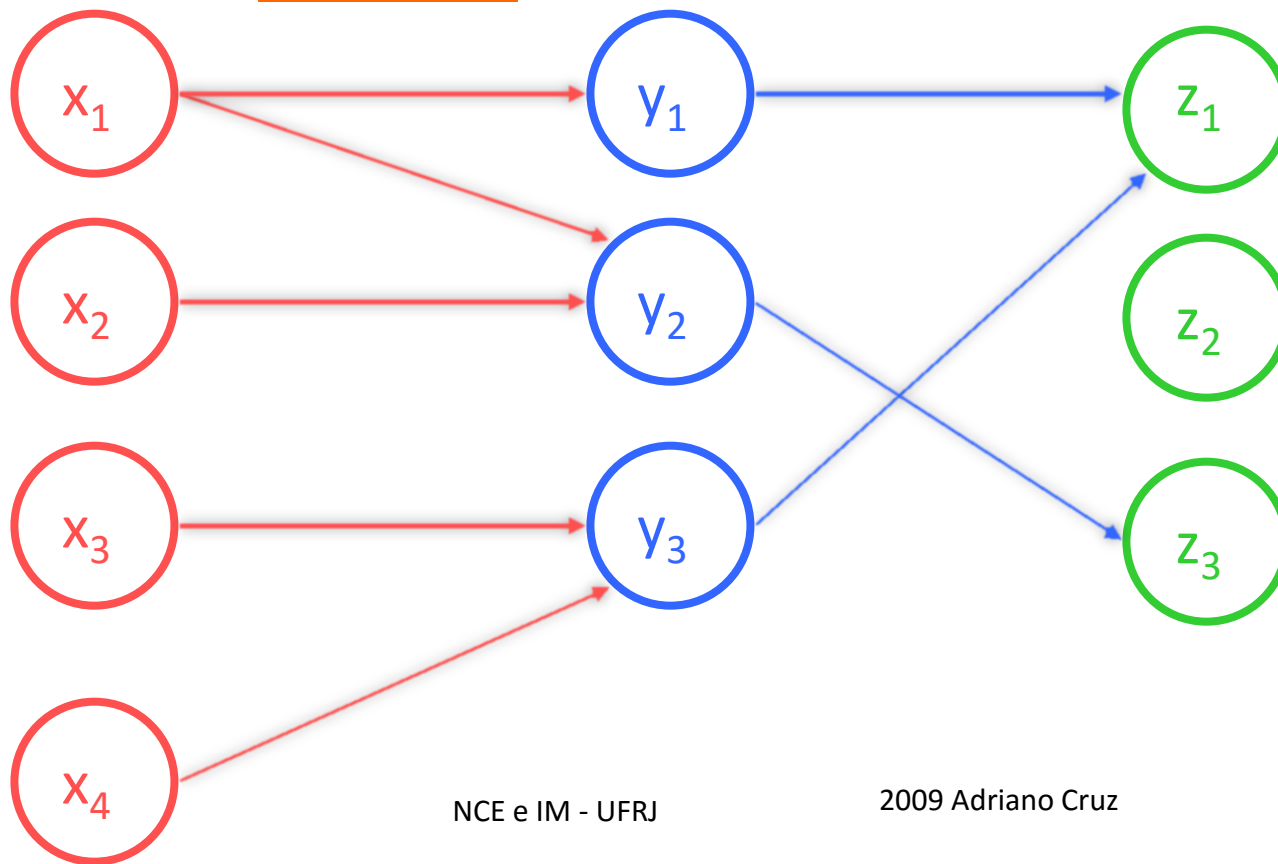 x₁ y₁ z₁
x₂ y₂ z₂
x₃ y₃ z₃
x₄
NCE e IM - UFRJ
2009 Adriano Cruz